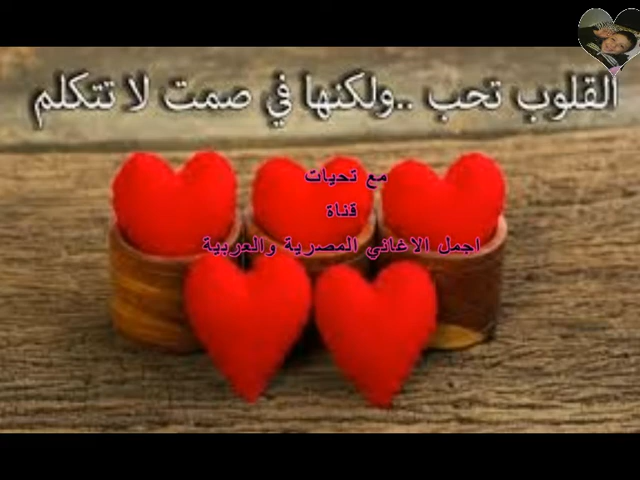 القلوب تحب ..ولكنها في صمت لا تتكلم
مع تحيات
قناة
اجمل الاغاني المصرية والعربية